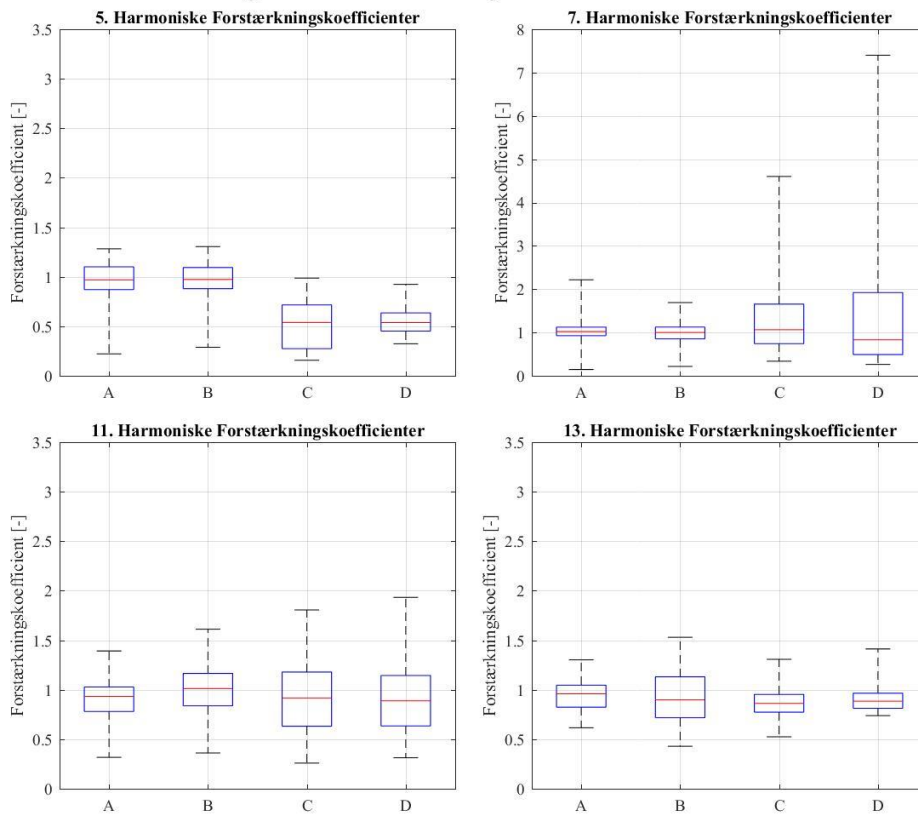 5. Harmoniske Forstærkningskoefficienter
3.5
3
2.5
2
1.5
1
0.5
0
Forstærkningskoefficient [-]
A B C D
7. Harmoniske Forstærkningskoefficienter
8
7
6
5
4
3
2
1
0
Forstærkningskoefficient [-]
A B C D
11. Harmoniske Forstærkningskoefficienter
3.5
3
2.5
2
1.5
1
0.5
0
Forstærkningskoefficient [-]
A B C D
13. Harmoniske Forstærkningskoefficienter
3.5
3
2.5
2
1.5
1
0.5
0
Forstærkningskoefficient [-]
A B C D